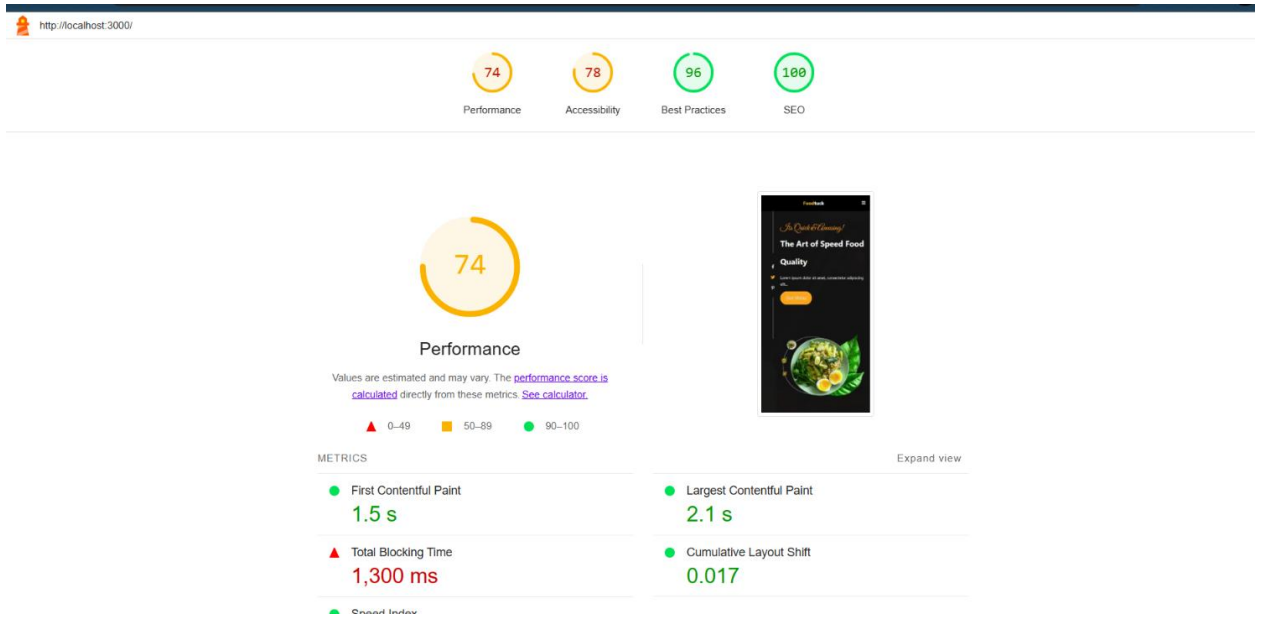 http://localhost:3000/
74
78
96
100
Performance
Accessibility
Best Practices
SEO
74
Performance
Values are estimated and may vary. The performance score is
calculated directly from these metrics. See calculator.
0–49
50–89
90–100
Foodhuck
The Art of Speed Food
Quality
METRICS
Expand view
First Contentful Paint
1.5 s
Largest Contentful Paint
2.1 s
Total Blocking Time
1,300 ms
Cumulative Layout Shift
0.017
Speed Index